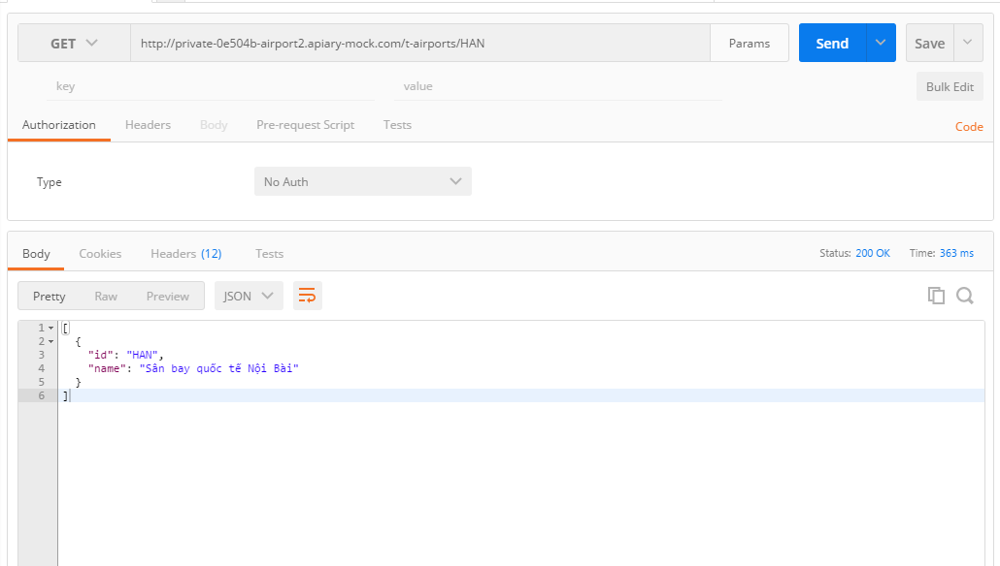 GET http://private-0e504b-airport2.apiary-mock.com/t-airports/HAN Params Send Save
key value Bulk Edit
Authorization Headers Body Pre-request Script Tests Code
Type No Auth
Body Cookies Headers (12) Tests Status: 200 OK Time: 363 ms
Pretty Raw Preview JSON
1 [
2 {
3 "id": "HAN",
4 "name": "Sân bay quốc tế Nội Bài"
5 }
6 ]